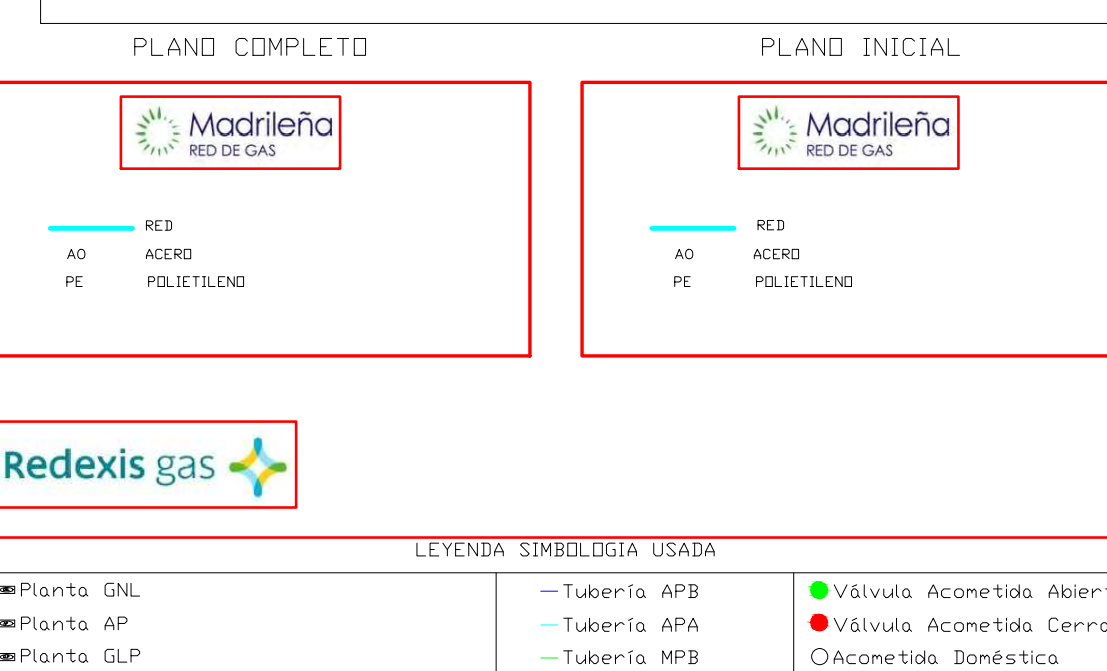 PLANO COMPLETO
PLANO INICIAL
Madrileña
RED DE GAS
Madrileña
RED DE GAS
RED
AO ACERO
PE POLIETILENO
RED
AO ACERO
PE POLIETILENO
Redexis gas
LEYENDA SIMBOLOGIA USADA
Planta GNL
Planta AP
Planta GLP
Tubería APB
Tubería APA
Tubería MPB
Válvula Acometida
Válvula Acometida
Acometida Doméstica